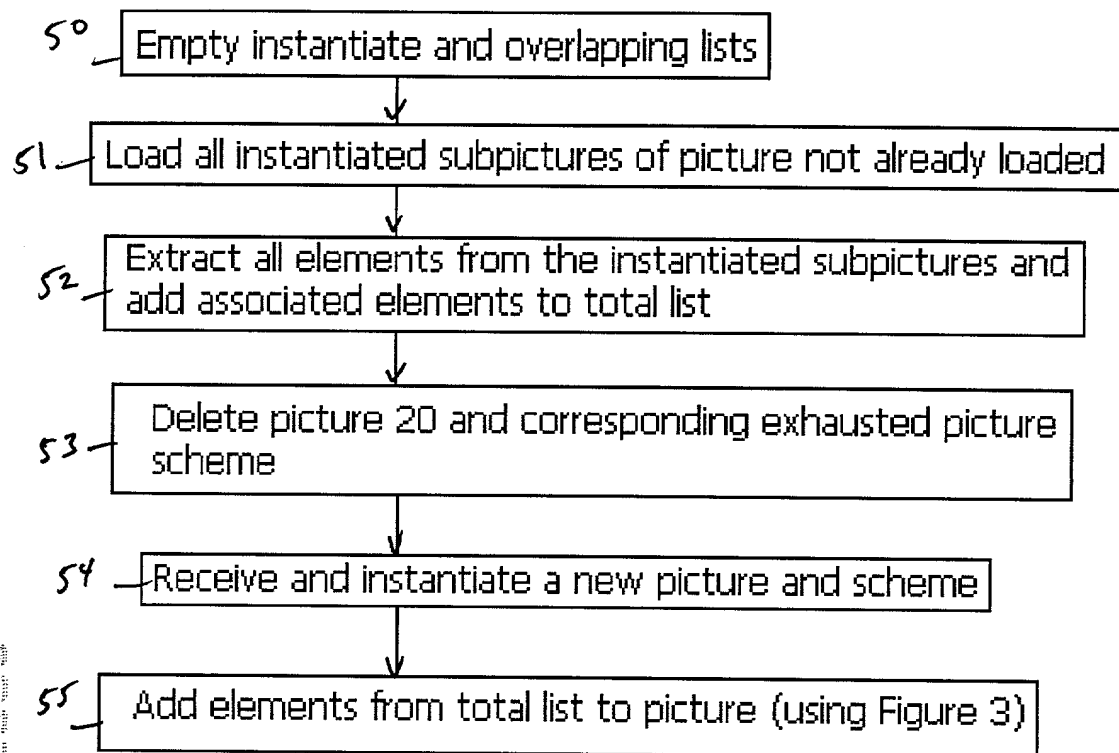 50
Empty instantiate and overlapping lists
51
Load all instantiated subpictures of picture not already loaded
52
Extract all elements from the instantiated subpictures and
add associated elements to total list
53
Delete picture 20 and corresponding exhausted picture
scheme
54
Receive and instantiate a new picture and scheme
55
Add elements from total list to picture (using Figure 3)